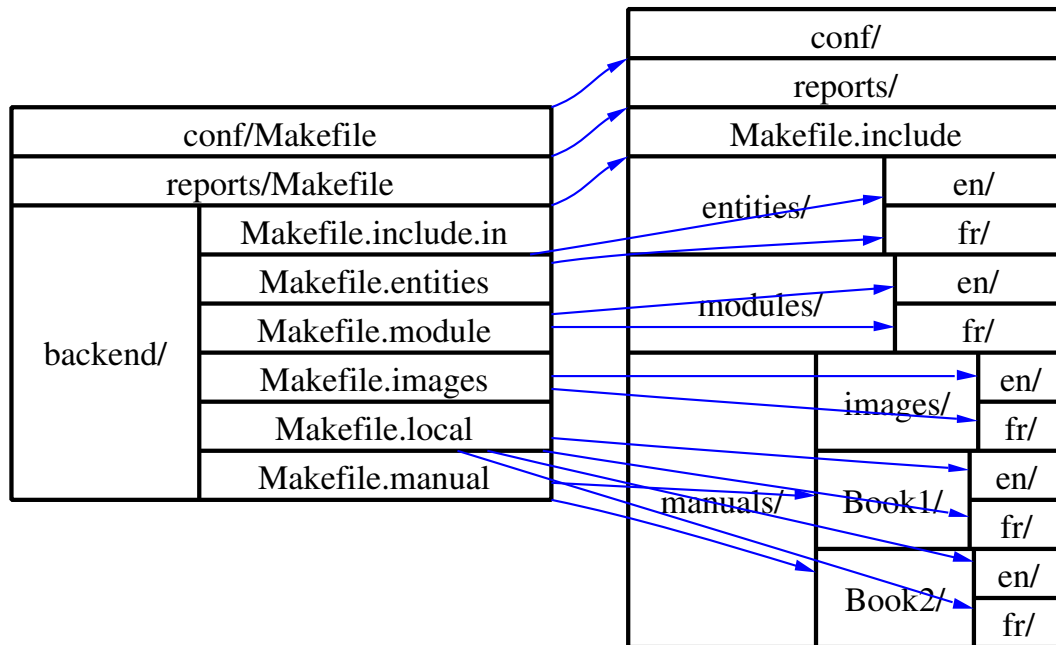 conf/Makefile
reports/Makefile
backend/
Makefile.include.in
Makefile.entities
Makefile.module
Makefile.images
Makefile.local
Makefile.manual
conf/
reports/
Makefile.include
entities/
en/
fr/
modules/
en/
fr/
manuals/
images/
en/
fr/
Book1/
en/
fr/
Book2/
en/
fr/